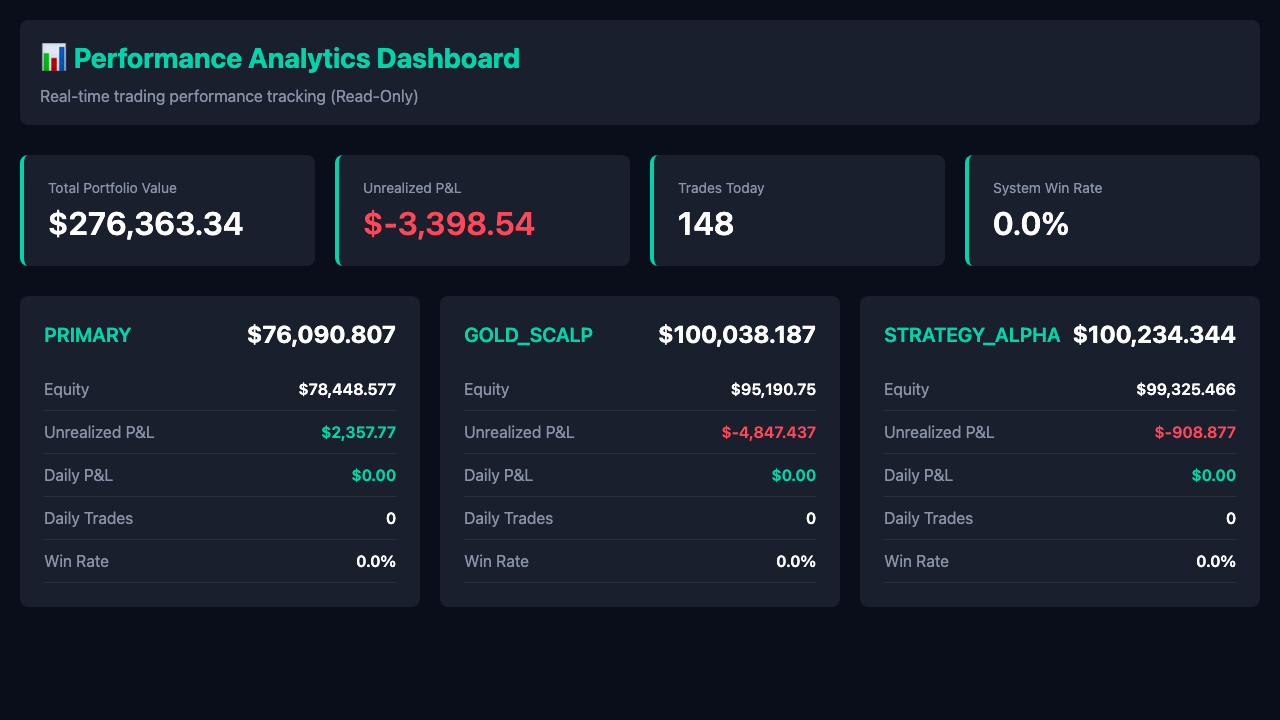 📊 Performance Analytics Dashboard
Real-time trading performance tracking (Read-Only)
Total Portfolio Value
$276,363.34
Unrealized P&L
$-3,398.54
Trades Today
148
System Win Rate
0.0%
PRIMARY $76,090.807
Equity $78,448.577
Unrealized P&L $2,357.77
Daily P&L $0.00
Daily Trades 0
Win Rate 0.0%
GOLD_SCALP $100,038.187
Equity $95,190.75
Unrealized P&L $-4,847.437
Daily P&L $0.00
Daily Trades 0
Win Rate 0.0%
STRATEGY_ALPHA $100,234.344
Equity $99,325.466
Unrealized P&L $-908.877
Daily P&L $0.00
Daily Trades 0
Win Rate 0.0%